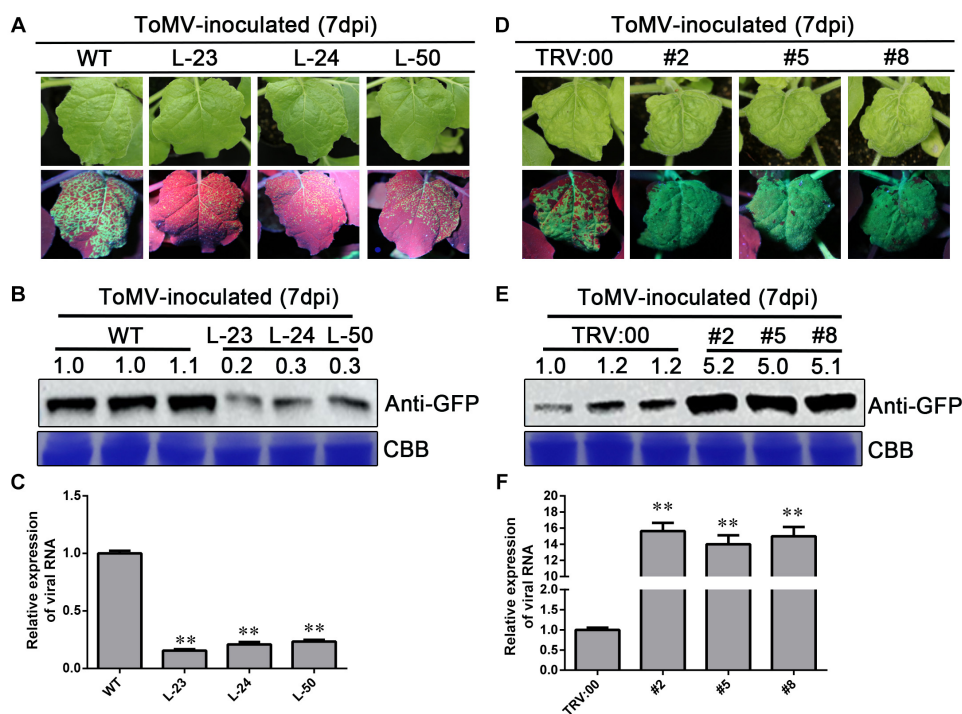 A
ToMV-inoculated (7dpi)
WT L-23 L-24 L-50
B
ToMV-inoculated (7dpi)
WT L-23 L-24 L-50
1.0 1.0 1.1 0.2 0.3 0.3
Anti-GFP
CBB
C
Relative expression
of viral RNA
1.5
1.0
0.5
0.0
** ** **
WT L-23 L-24 L-50
D
ToMV-inoculated (7dpi)
TRV:00 #2 #5 #8
E
ToMV-inoculated (7dpi)
TRV:00 #2 #5 #8
1.0 1.2 1.2 5.2 5.0 5.1
Anti-GFP
CBB
F
Relative expression
of viral RNA
20
18
16
14
12
10
2.0
1.5
1.0
0.5
0.0
** ** **
TRV:00 #2 #5 #8